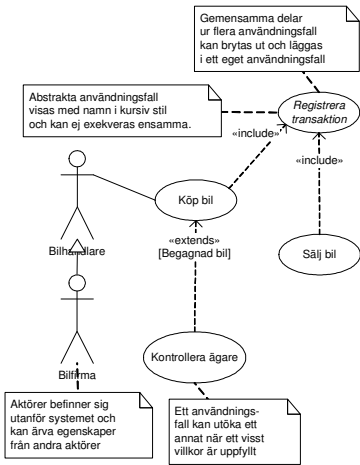 Gemensamma delar
ur flera användningsfall
kan brytas ut och läggas
i ett eget användningsfall
Abstrakta användningsfall
visas med namn i kursiv stil
och kan ej exekveras ensamma.
Registrera
transaktion
«include»
«include»
Köp bil
«extends»
[Begagnad bil]
Sälj bil
Bilhandlare
Kontrollera ägare
Bilfirma
Aktörer befinner sig
utanför systemet och
kan ärva egenskaper
från andra aktörer
Ett användnings-
fall kan utöka ett
annat när ett visst
villkor är uppfyllt